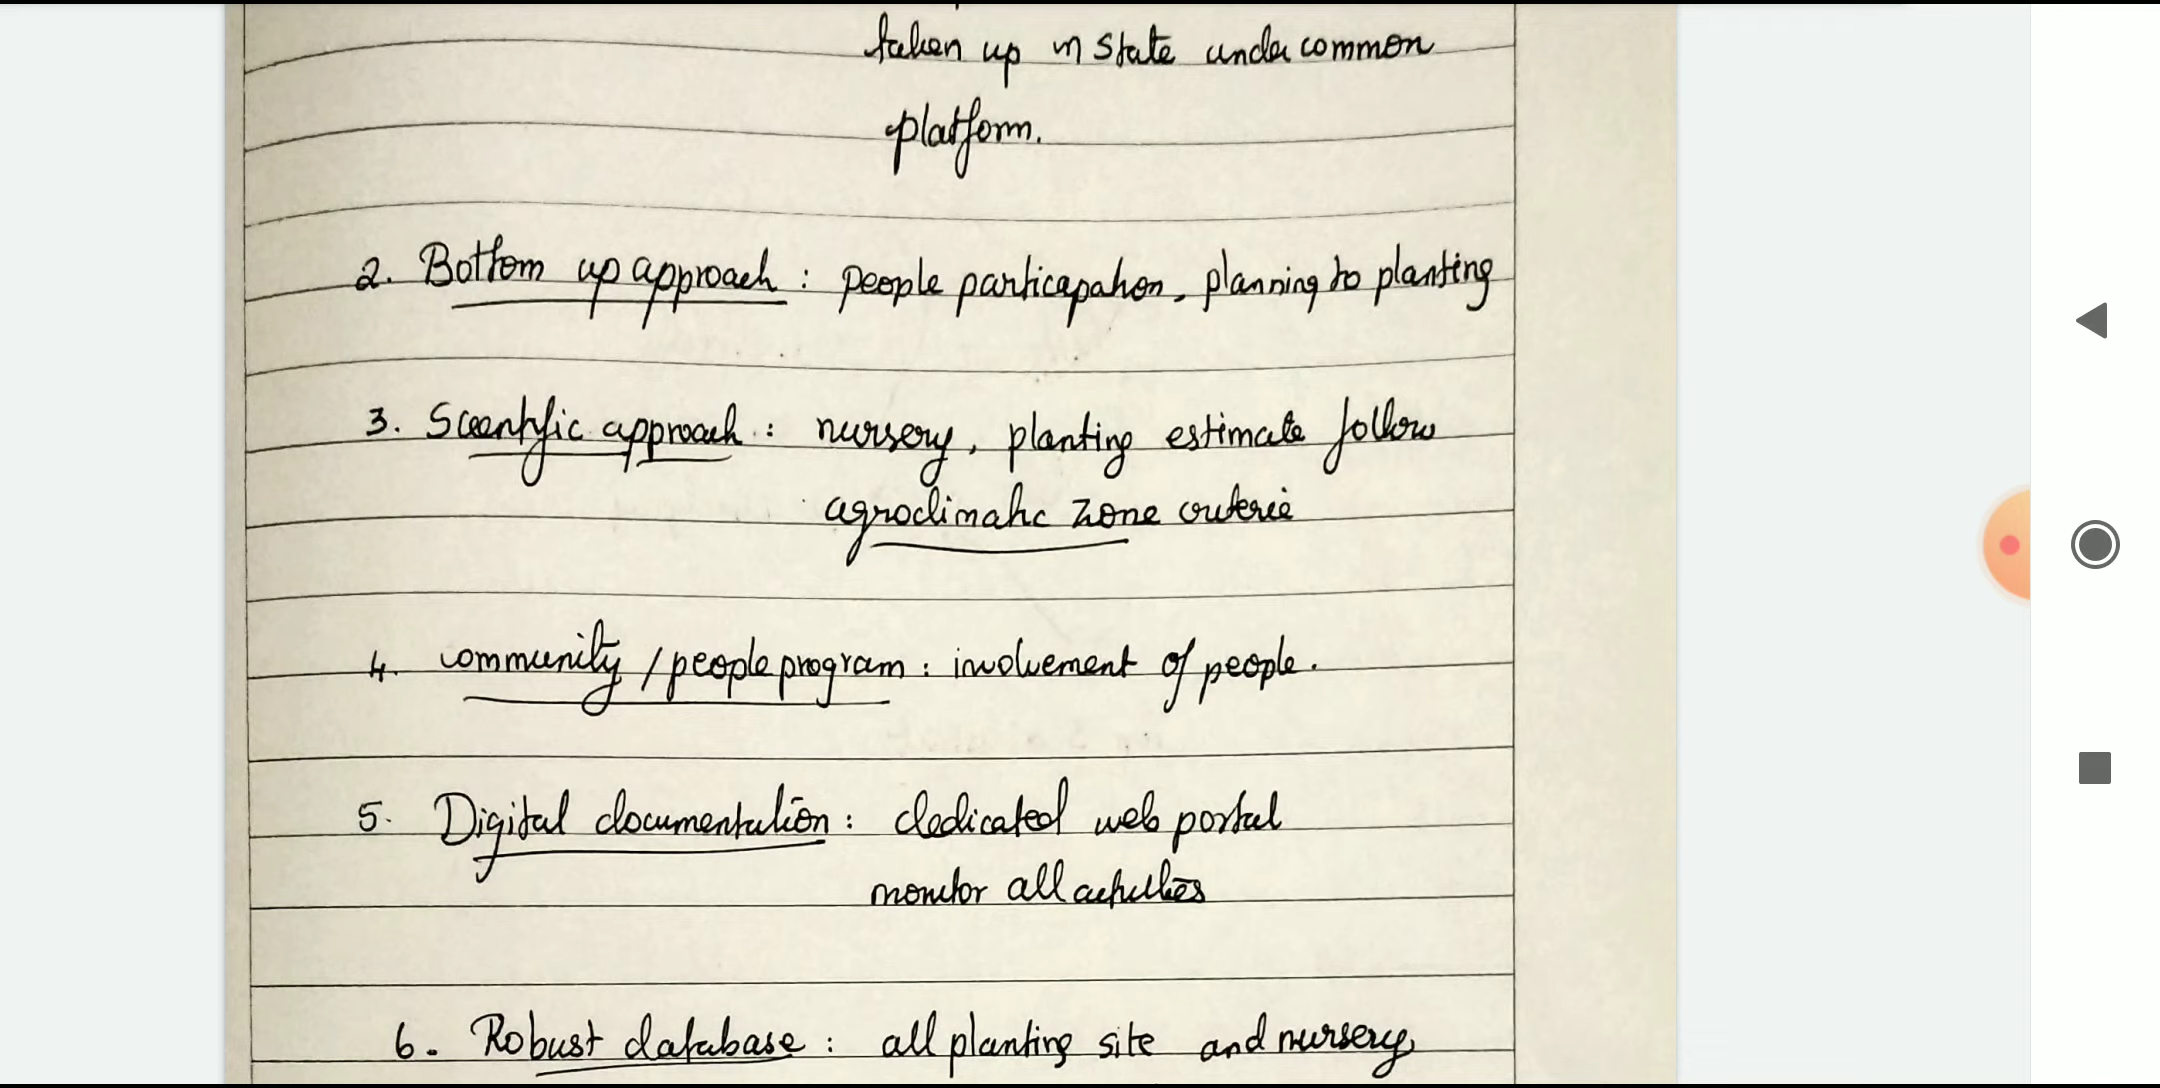 taken up in state under common
platform.
2. Bottom up approach : people particapation, planning to planting
3. Scientific approach : nursery, planting estimate follow
agroclimatic zone criteria
4. community / people program : involvement of people.
5. Digital documentation : dedicated web portal
monitor all activities
6. Robust database : all planting site and nursery